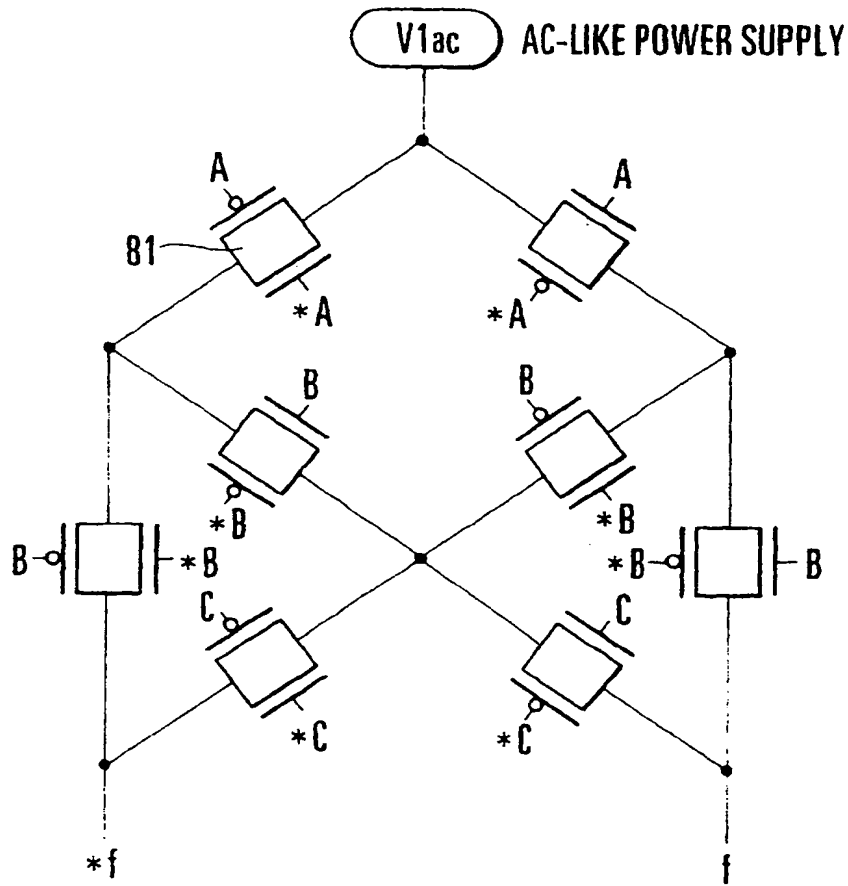 V1ac AC-LIKE POWER SUPPLY
A A
81
*A *A
B B
*B *B
B *B *B B
C C
*C *C
*f f